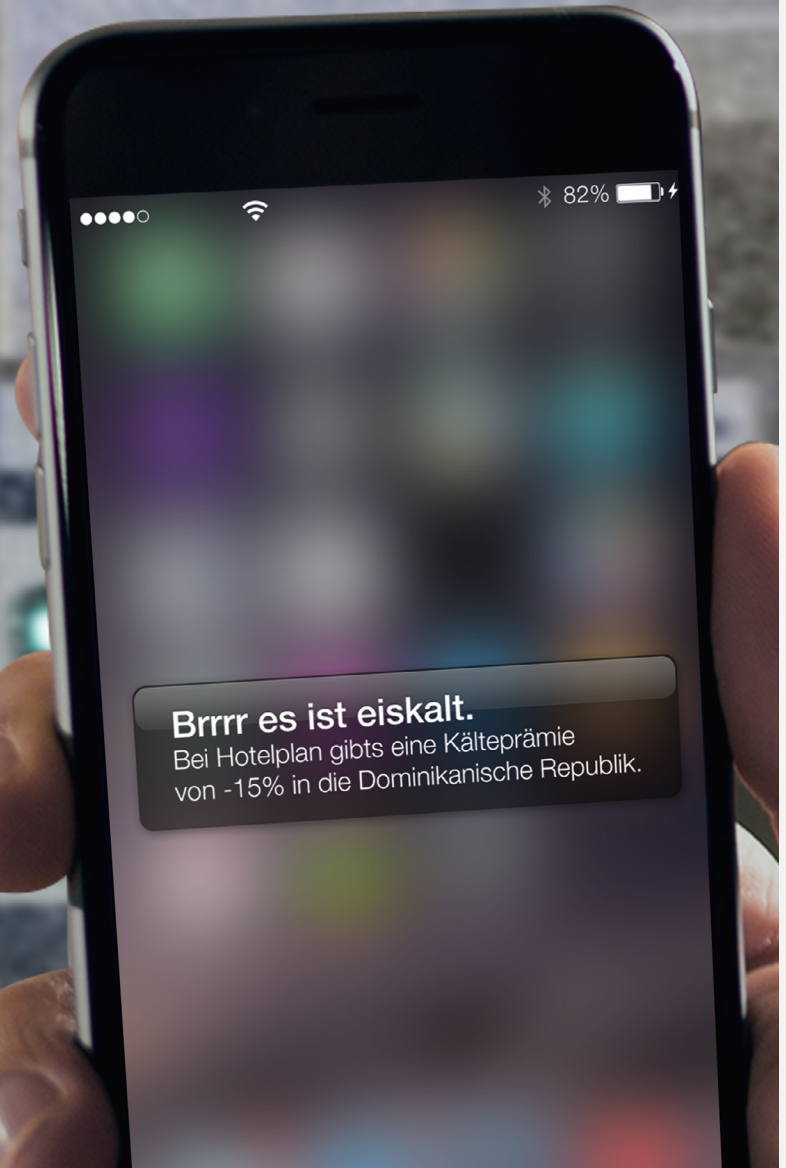 82%
Brrrr es ist eiskalt.
Bei Hotelplan gibts eine Kälteprämie
von -15% in die Dominikanische Republik.